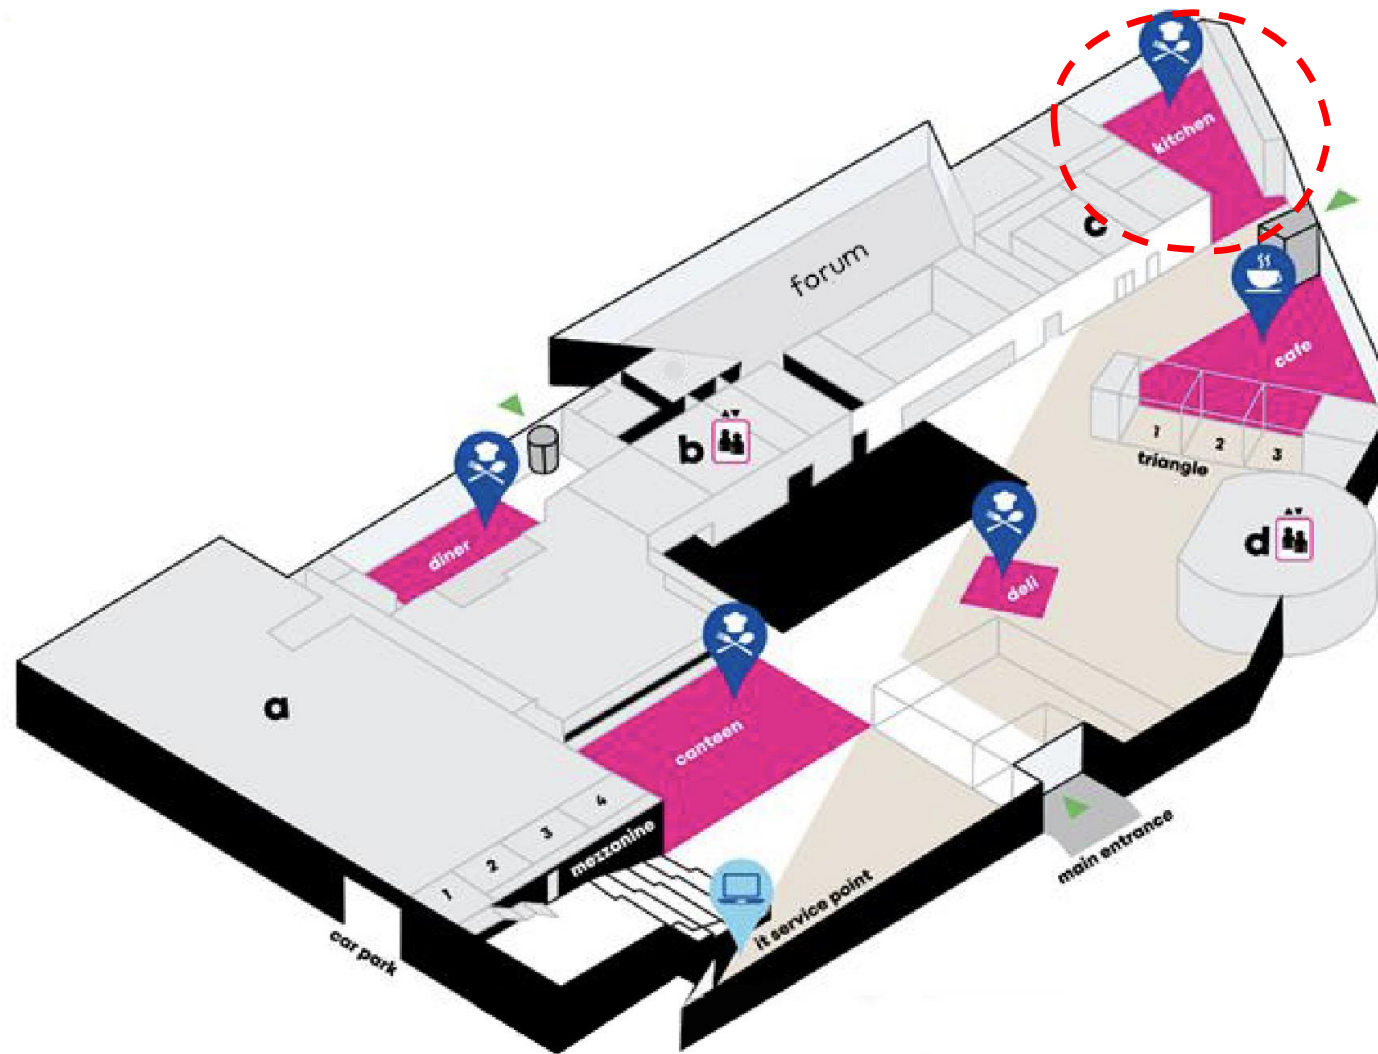 kitchen
c
forum
cafe
1
2
3
triangle
b
diner
deli
d
a
canteen
1
2
3
4
mezzanine
it service point
main entrance
car park